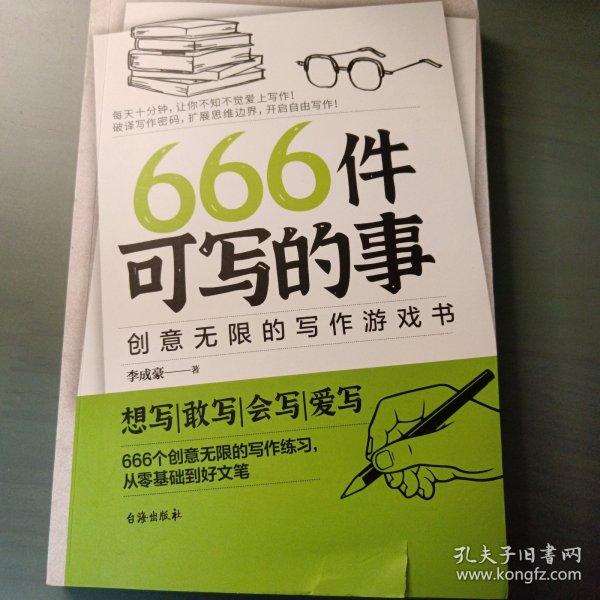 每天十分钟，让你不知不觉爱上写作！
破译写作密码，扩展思维边界，开启自由写作！
666件
可写的事
创意无限的写作游戏书
李成豪——著
想写|敢写|会写|爱写
666个创意无限的写作练习，
从零基础到好文笔
台海出版社
孔夫子旧书网
www.kongfz.com